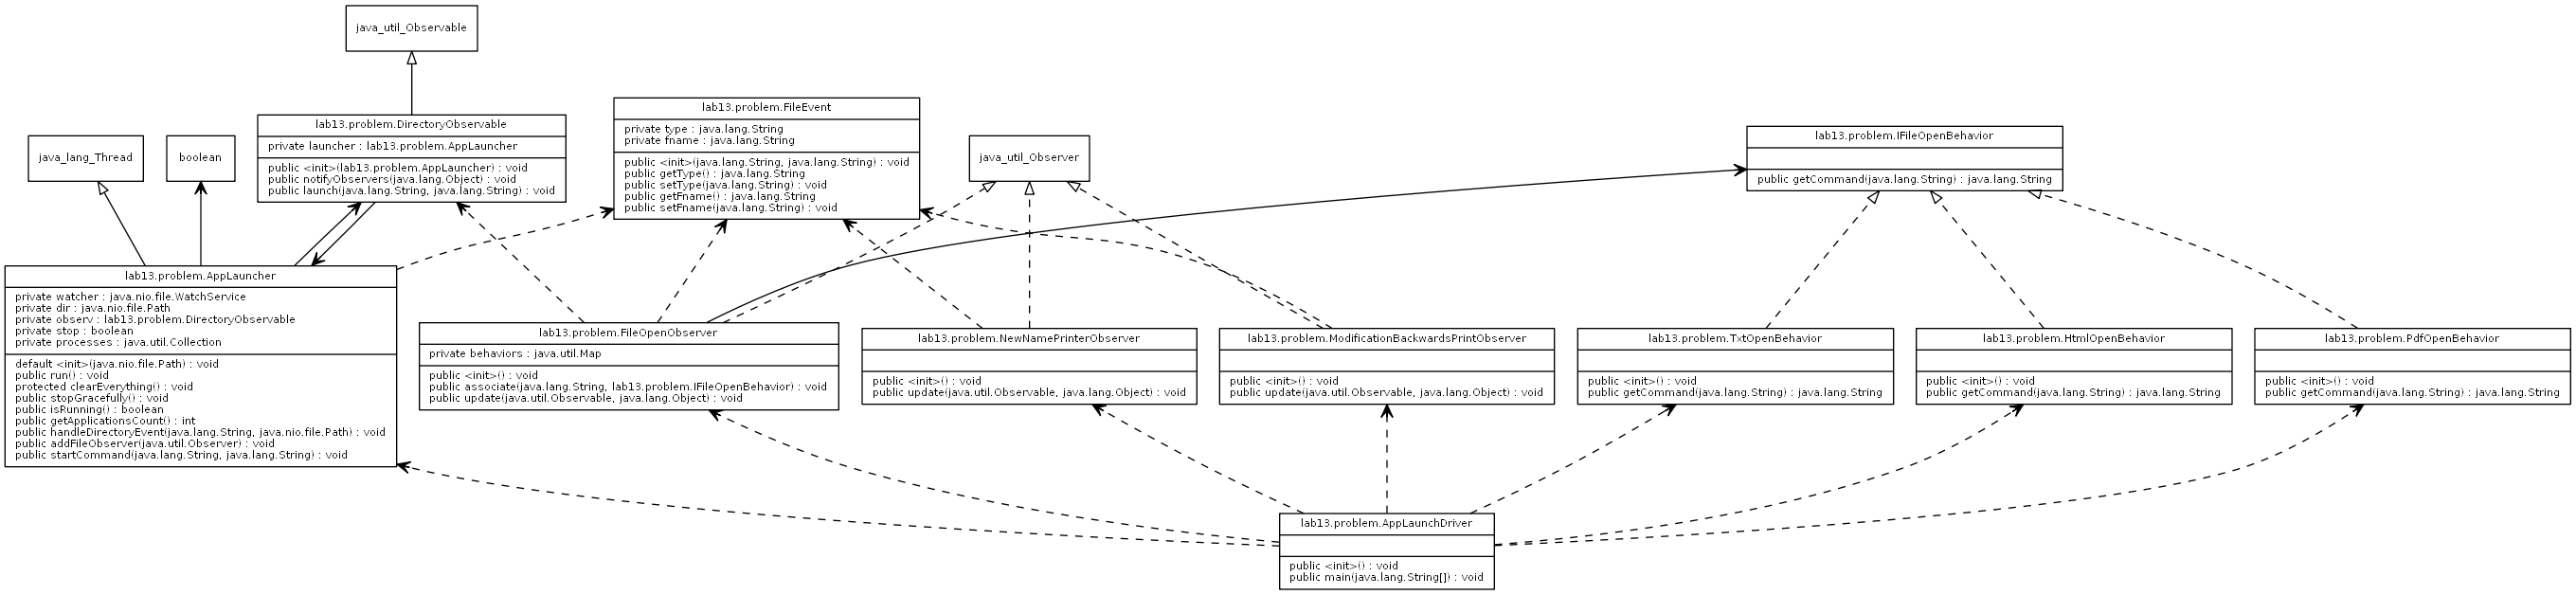 java_util_Observable
lab13.problem.DirectoryObservable
private launcher : lab13.problem.AppLauncher
public <init>(lab13.problem.AppLauncher) : void
public notifyObservers(java.lang.Object) : void
public launch(java.lang.String, java.lang.String) : void
lab13.problem.FileEvent
private type : java.lang.String
private fname : java.lang.String
public <init>(java.lang.String, java.lang.String) : void
public getType() : java.lang.String
public setType(java.lang.String) : void
public getFname() : java.lang.String
public setFname(java.lang.String) : void
java_lang_Thread
boolean
java_util_Observer
lab13.problem.IFileOpenBehavior
public getCommand(java.lang.String) : java.lang.String
lab13.problem.AppLauncher
private watcher : java.nio.file.WatchService
private dir : java.nio.file.Path
private observ : lab13.problem.DirectoryObservable
private stop : boolean
private processes : java.util.Collection
default <init>(java.nio.file.Path) : void
public run() : void
protected clearEverything() : void
public stopGracefully() : void
public isRunning() : boolean
public getApplicationsCount() : int
public handleDirectoryEvent(java.lang.String, java.nio.file.Path) : void
public addFileObserver(java.util.Observer) : void
public startCommand(java.lang.String, java.lang.String) : void
lab13.problem.FileOpenObserver
private behaviors : java.util.Map
public <init>() : void
public associate(java.lang.String, lab13.problem.IFileOpenBehavior) : void
public update(java.util.Observable, java.lang.Object) : void
lab13.problem.NewNamePrinterObserver
public <init>() : void
public update(java.util.Observable, java.lang.Object) : void
lab13.problem.ModificationBackwardsPrintObserver
public <init>() : void
public update(java.util.Observable, java.lang.Object) : void
lab13.problem.TxtOpenBehavior
public <init>() : void
public getCommand(java.lang.String) : java.lang.String
lab13.problem.HtmlOpenBehavior
public <init>() : void
public getCommand(java.lang.String) : java.lang.String
lab13.problem.PdfOpenBehavior
public <init>() : void
public getCommand(java.lang.String) : java.lang.String
lab13.problem.AppLaunchDriver
public <init>() : void
public main(java.lang.String[]) : void